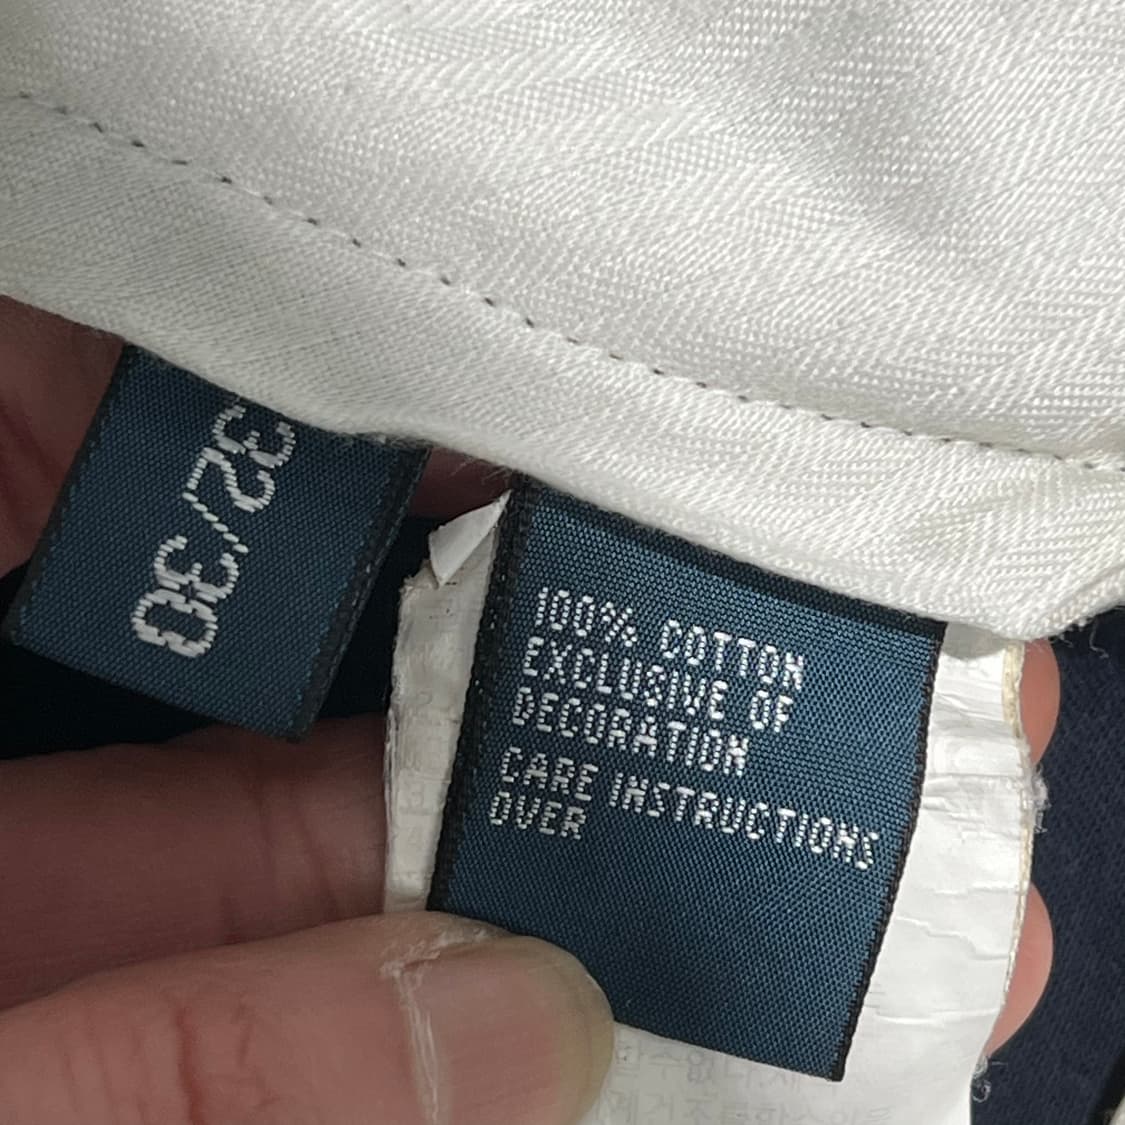 32/30
100% COTTON
EXCLUSIVE OF
DECORATION
CARE INSTRUCTIONS
OVER